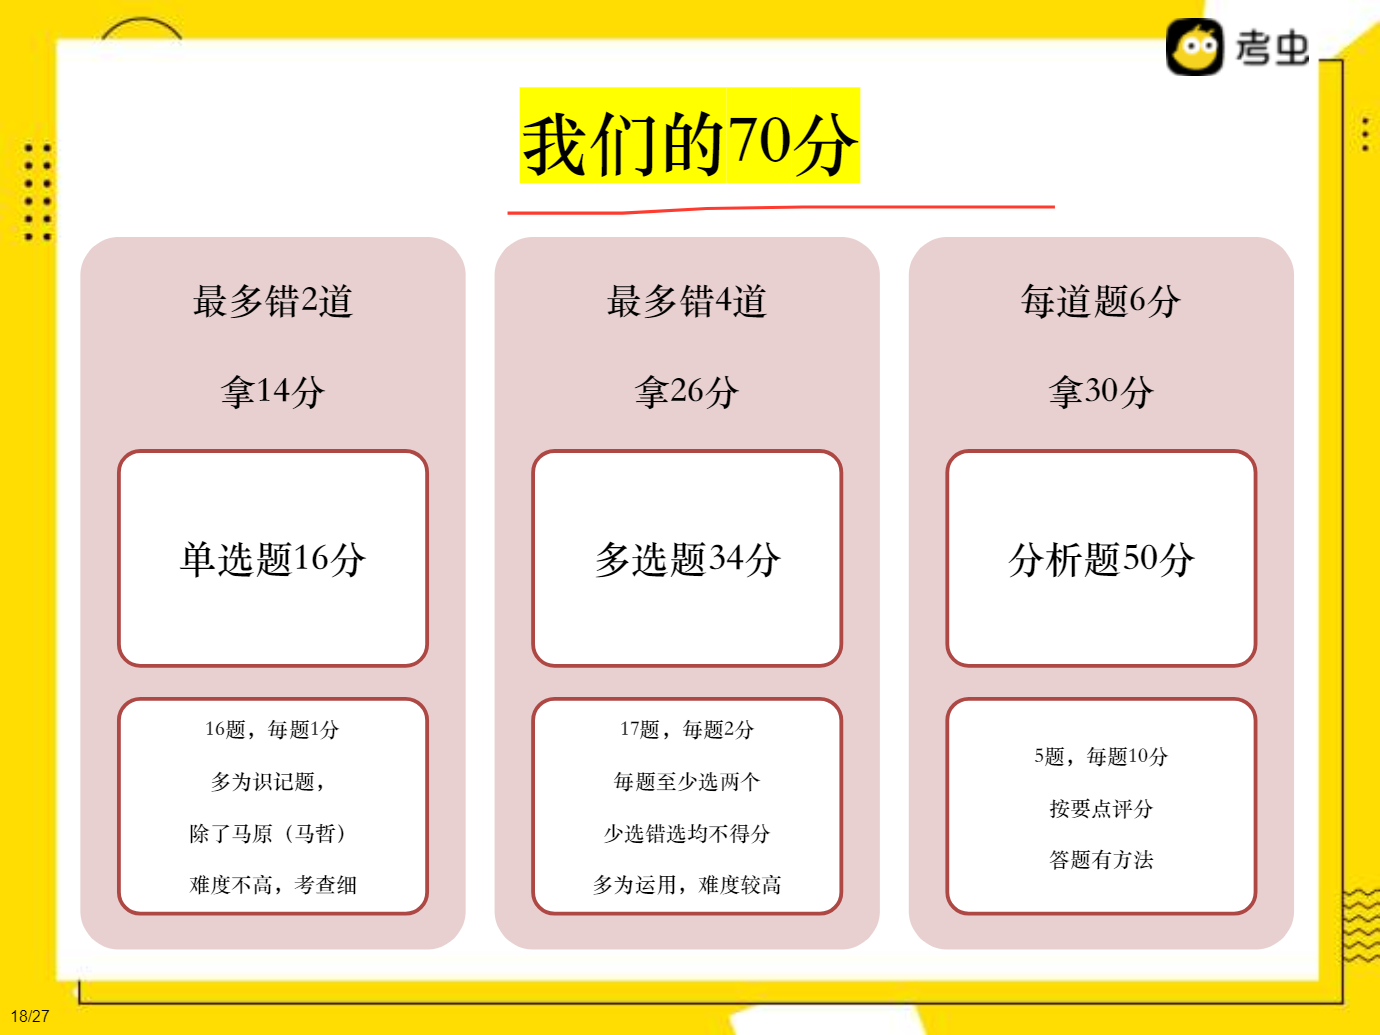 考虫
我们的70分
最多错2道
拿14分
单选题16分
16题，每题1分
多为识记题，
除了马原（马哲）
难度不高，考查细
最多错4道
拿26分
多选题34分
17题，每题2分
每题至少选两个
少选错选均不得分
多为运用，难度较高
每道题6分
拿30分
分析题50分
5题，每题10分
按要点评分
答题有方法
18/27